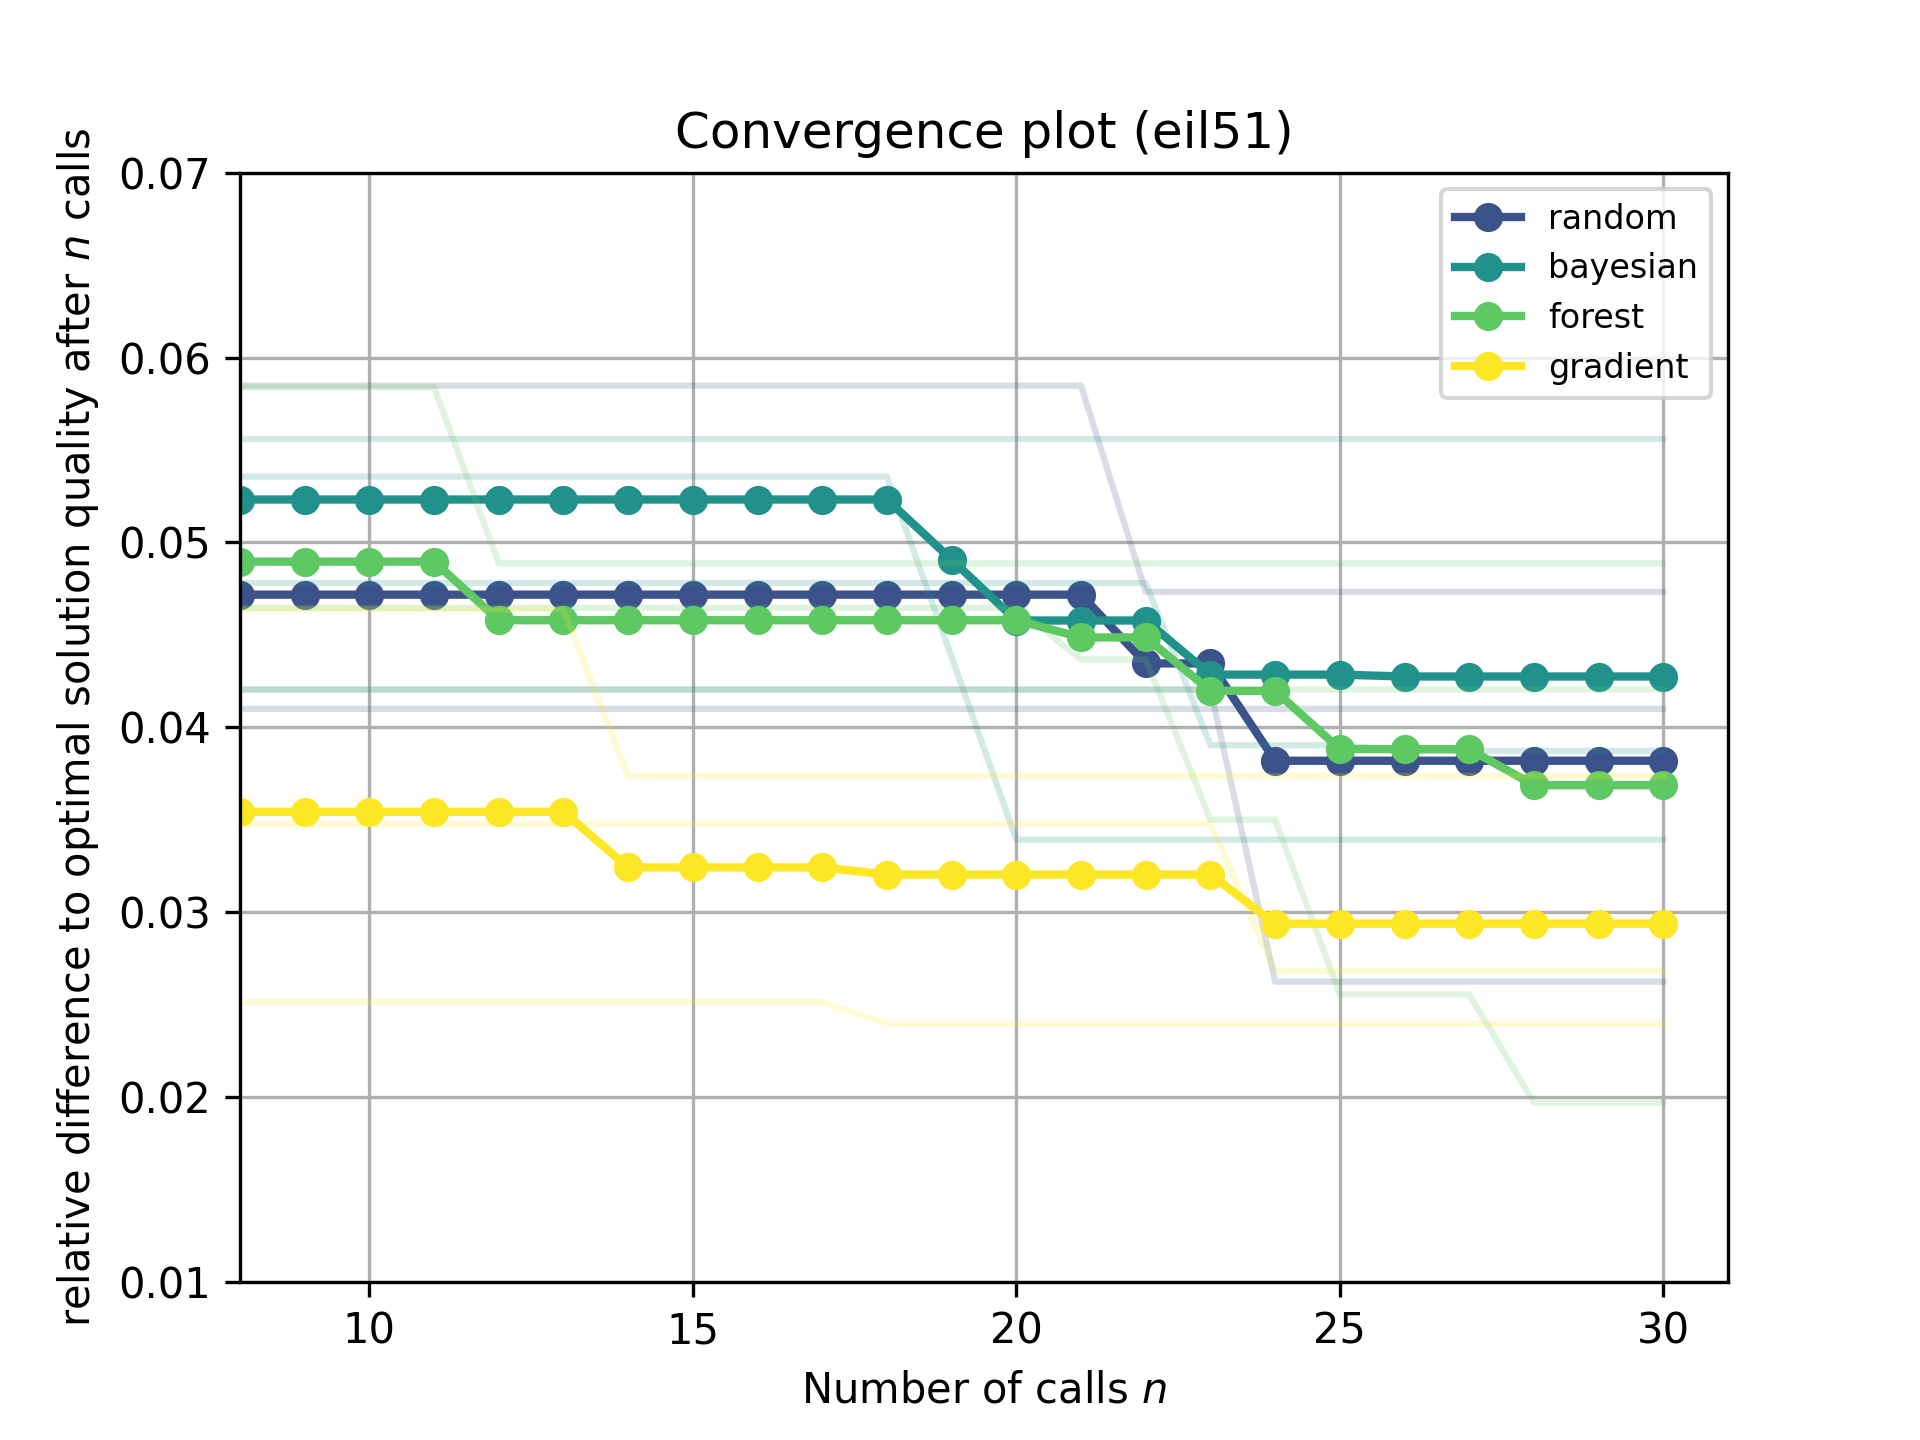 Convergence plot (eil51)
relative difference to optimal solution quality after n calls
0.07
0.06
0.05
0.04
0.03
0.02
0.01
random
bayesian
forest
gradient
10 15 20 25 30
Number of calls n